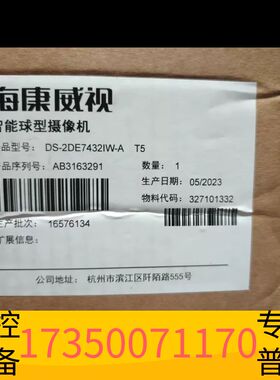 海康威视
智能球型摄像机
产品型号: DS-2DE7432IW-A T5
产品序列号: AB3163291
数量: 1
生产日期: 05/2023
物料代码: 327101332
生产批次: 16576134
扩展信息:
公司地址: 杭州市滨江区阡陌路555号
控 专
备 17350071170 普